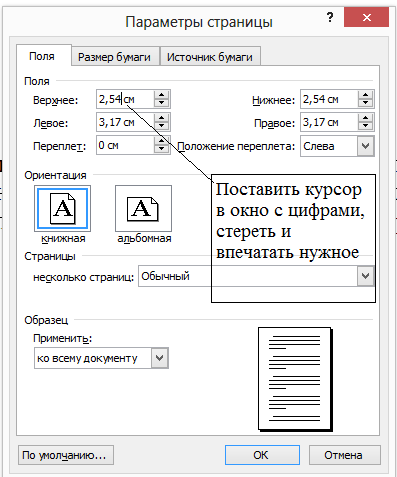 Параметры страницы ? ×
Поля Размер бумаги Источник бумаги
Поля
Верхнее: 2,54 см Нижнее: 2,54 см
Левое: 3,17 см Правое: 3,17 см
Переплет: 0 см Положение переплета: Слева
Ориентация
A A
книжная альбомная
Поставить курсор
в окно с цифрами,
стереть и
впечатать нужное
Страницы
несколько страниц: Обычный
Образец
Применить:
ко всему документу
По умолчанию... ОК Отмена